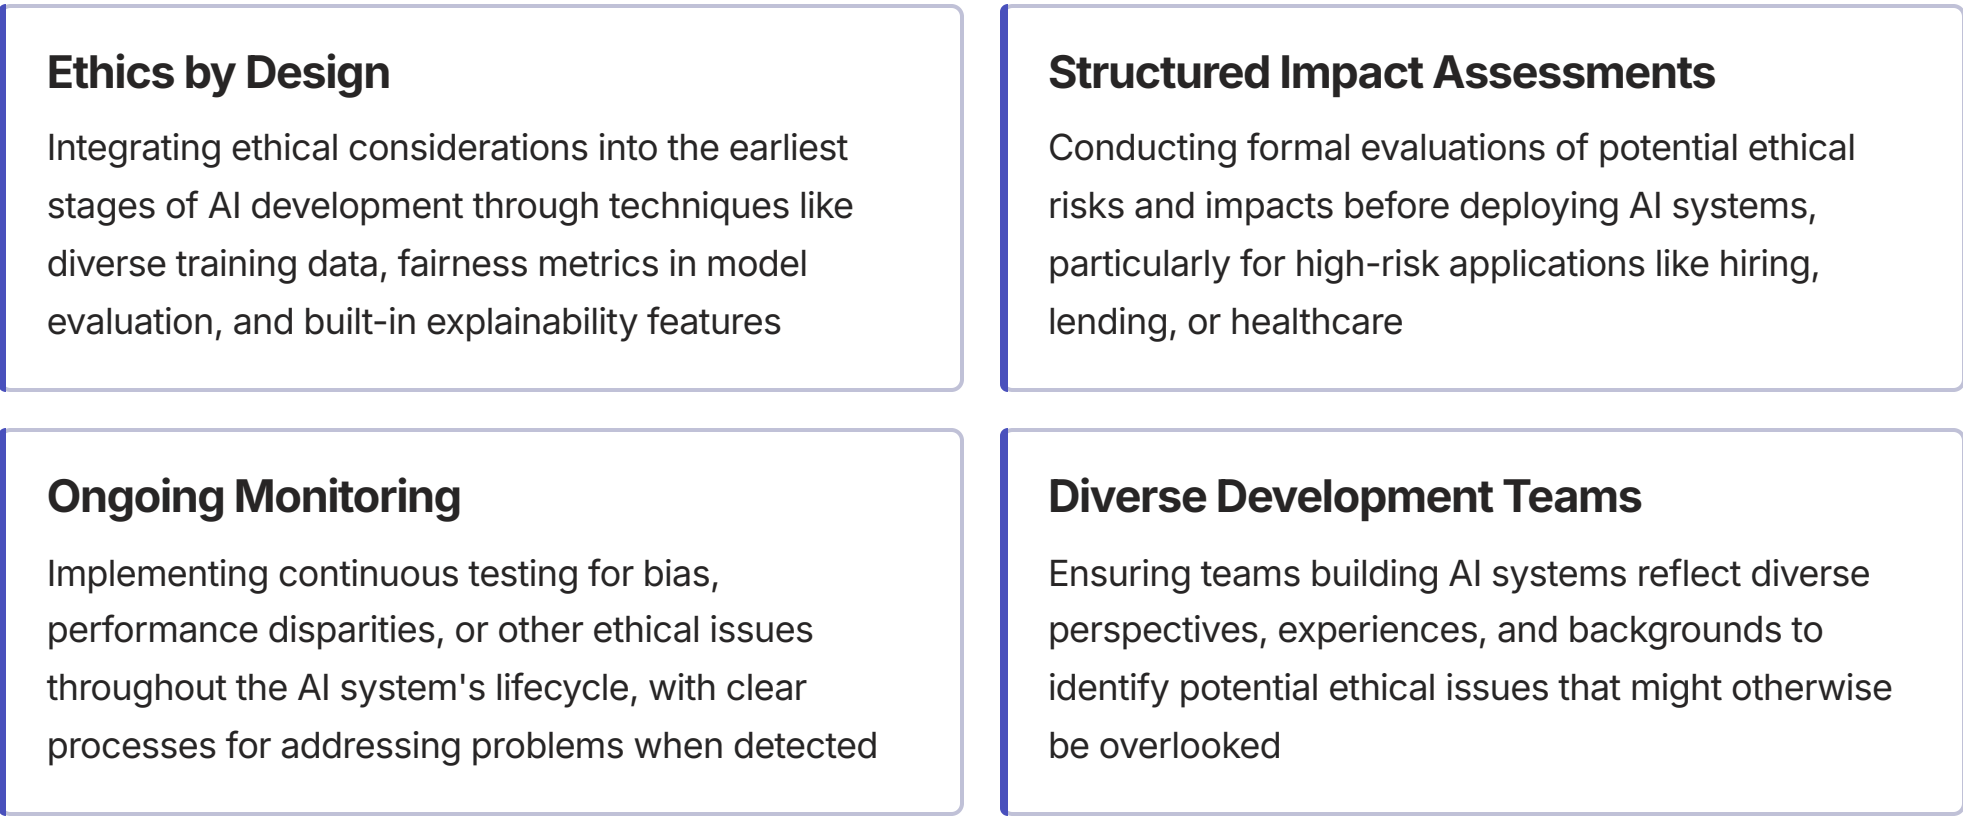 Ethics by Design
Integrating ethical considerations into the earliest
stages of AI development through techniques like
diverse training data, fairness metrics in model
evaluation, and built-in explainability features
Structured Impact Assessments
Conducting formal evaluations of potential ethical
risks and impacts before deploying AI systems,
particularly for high-risk applications like hiring,
lending, or healthcare
Ongoing Monitoring
Implementing continuous testing for bias,
performance disparities, or other ethical issues
throughout the AI system's lifecycle, with clear
processes for addressing problems when detected
Diverse Development Teams
Ensuring teams building AI systems reflect diverse
perspectives, experiences, and backgrounds to
identify potential ethical issues that might otherwise
be overlooked